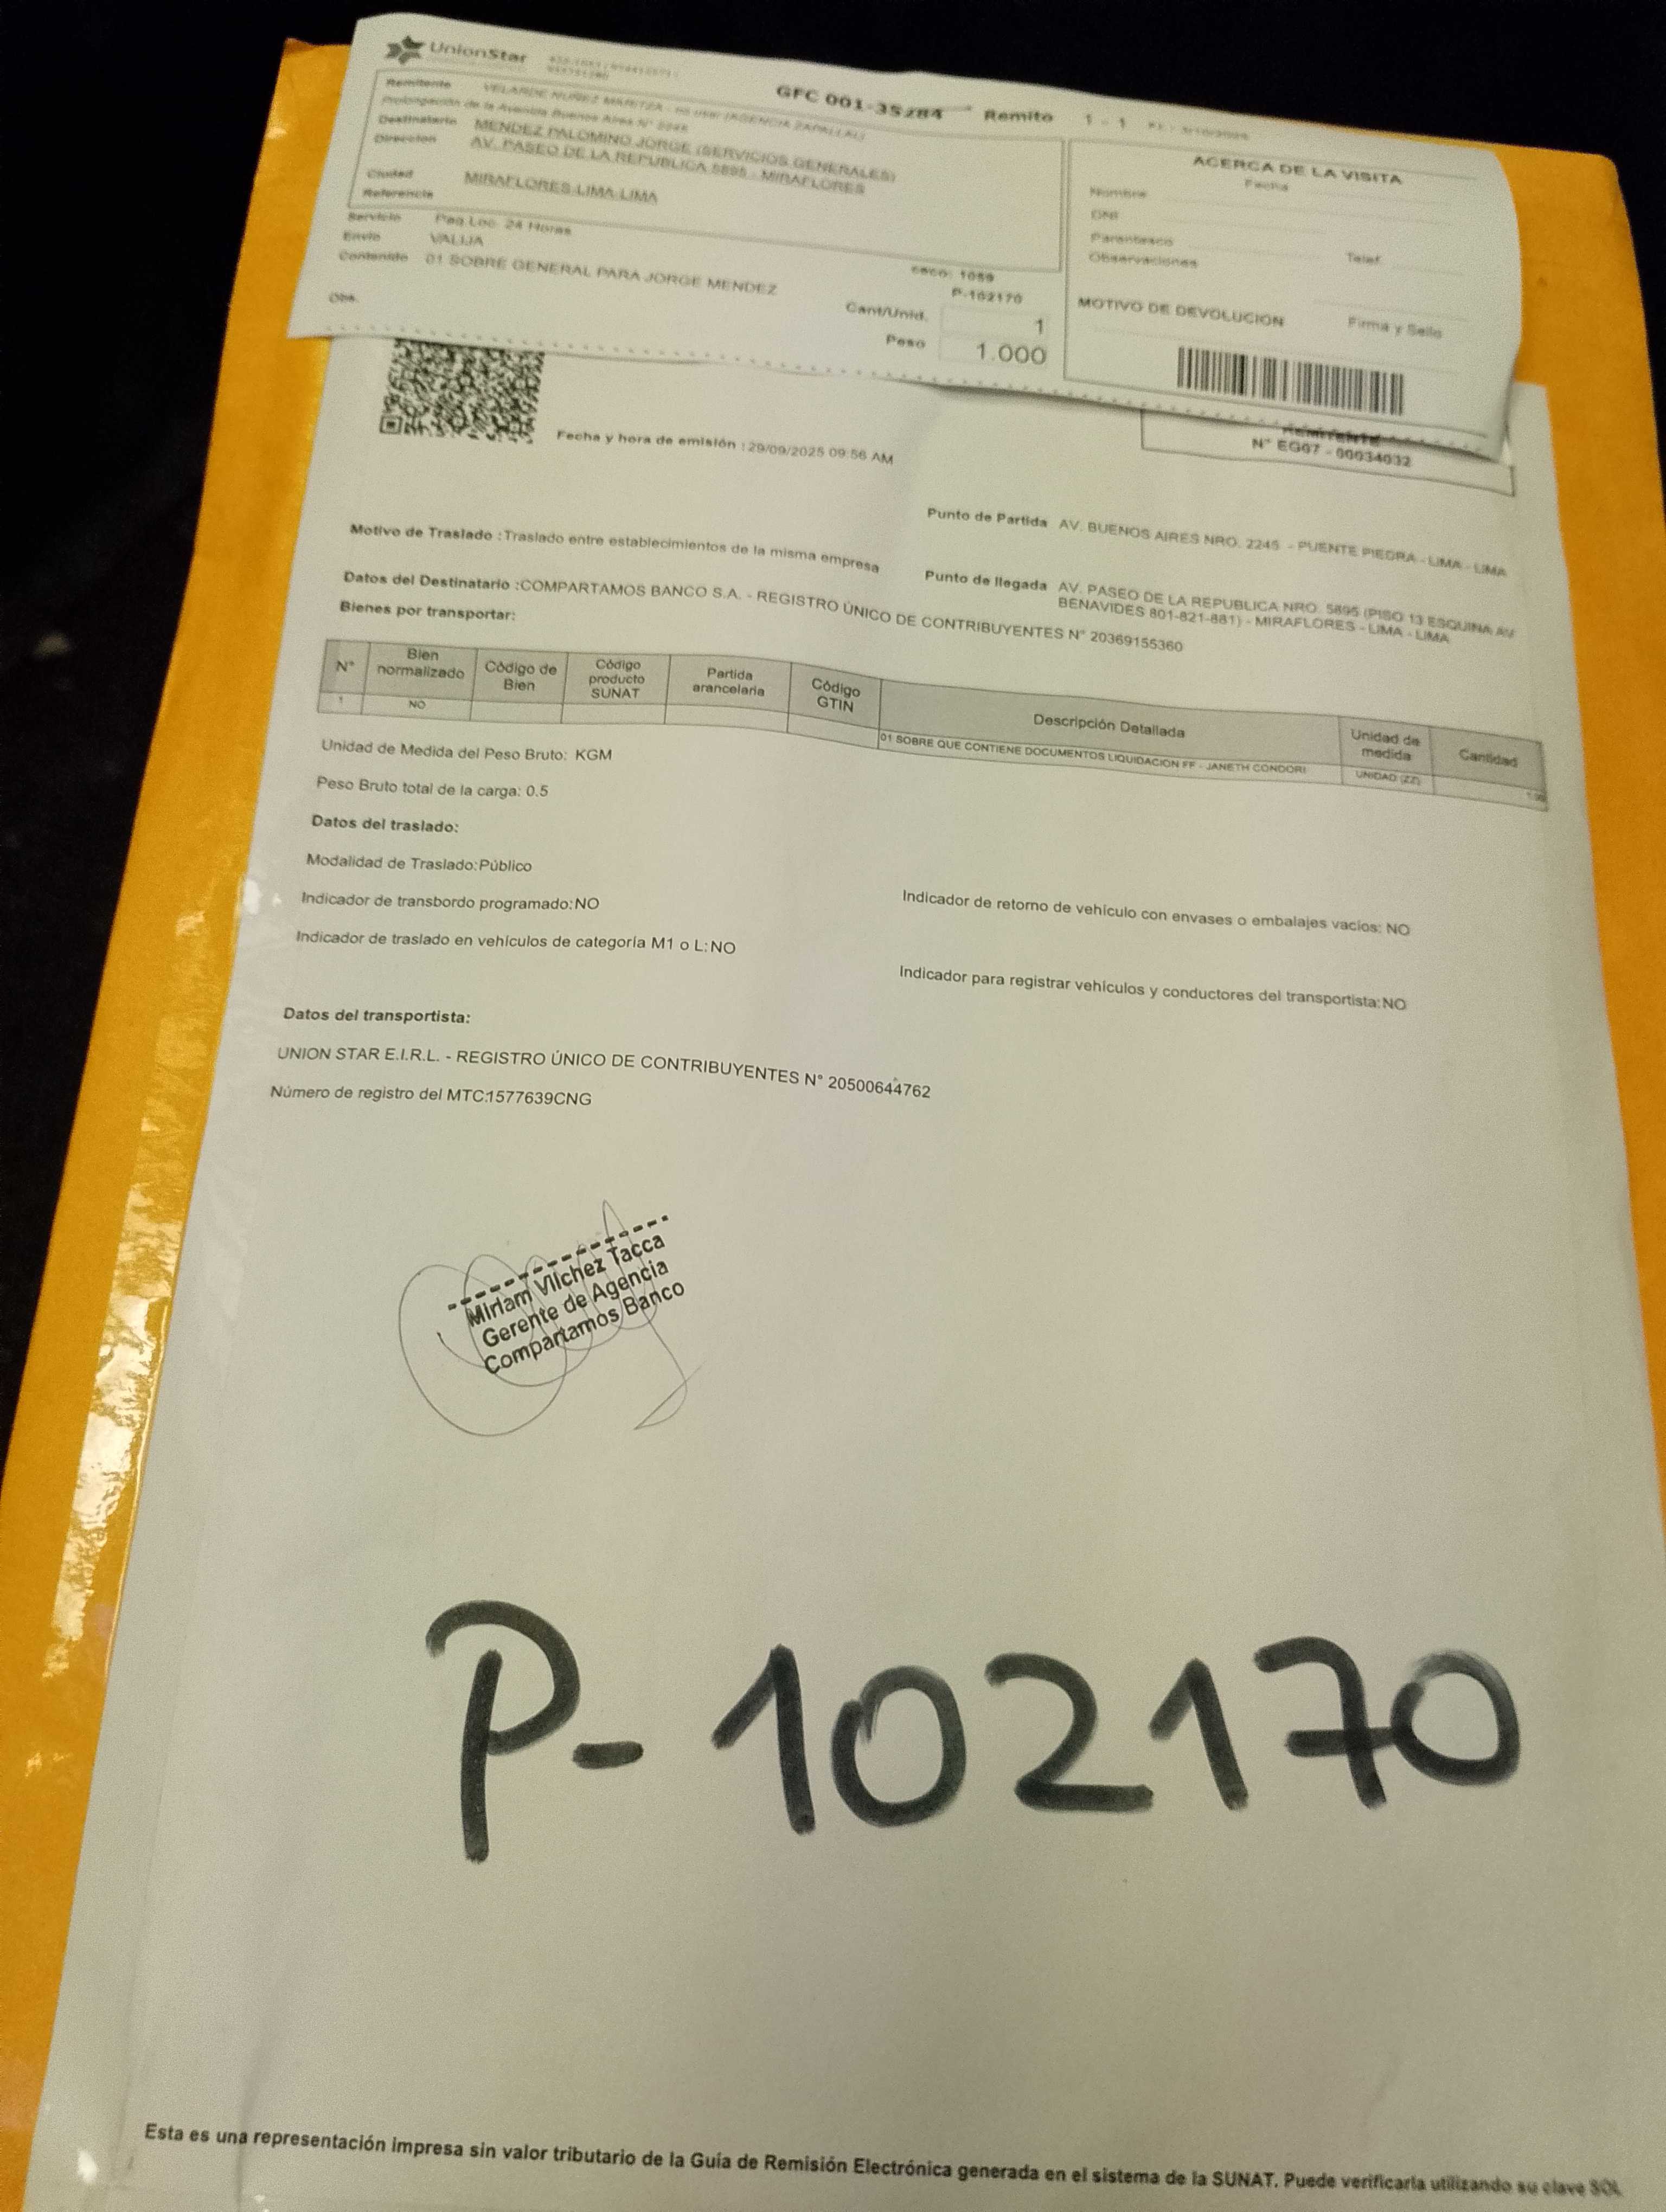 UnionStar
GFC 001-35284 Remito 1 - 1
Remitente VELARDE NUÑEZ MARITZA - (AGENCIA ZAPALLAL)
Prolongación de la Avenida Buenos Aires N° 2245
Destinatario MENDEZ PALOMINO JORGE (SERVICIOS GENERALES)
Dirección AV. PASEO DE LA REPUBLICA 5895 - MIRAFLORES
Ciudad MIRAFLORES-LIMA-LIMA
Referencia
Servicio Paq Loc. 24 Horas
Envio VALIJA
Contenido 01 SOBRE GENERAL PARA JORGE MENDEZ
Obs.
1059
P-102170
Cant/Unid. 1
Peso 1.000
ACERCA DE LA VISITA
Fecha
Nombre
DNI
Parentesco
Telef.
Observaciones
MOTIVO DE DEVOLUCION
Firma y Sello
REMITENTE
N° EG07 - 00034032
Fecha y hora de emisión : 29/09/2025 09:56 AM
Punto de Partida AV. BUENOS AIRES NRO. 2245 - PUENTE PIEDRA - LIMA - LIMA
Motivo de Traslado : Traslado entre establecimientos de la misma empresa
Punto de llegada AV. PASEO DE LA REPUBLICA NRO. 5895 (PISO 13 ESQUINA AV
BENAVIDES 801-821-881) - MIRAFLORES - LIMA - LIMA
Datos del Destinatario :COMPARTAMOS BANCO S.A. - REGISTRO ÚNICO DE CONTRIBUYENTES N° 20369155360
Bienes por transportar:
N° Bien normalizado Código de Bien Código producto SUNAT Partida arancelaria Código GTIN Descripción Detallada Unidad de medida Cantidad
1 NO 01 SOBRE QUE CONTIENE DOCUMENTOS LIQUIDACION FF - JANETH CONDORI UNIDAD (ZZ)
Unidad de Medida del Peso Bruto: KGM
Peso Bruto total de la carga: 0.5
Datos del traslado:
Modalidad de Traslado:Público
Indicador de transbordo programado:NO
Indicador de retorno de vehículo con envases o embalajes vacios: NO
Indicador de traslado en vehículos de categoría M1 o L:NO
Indicador para registrar vehículos y conductores del transportista:NO
Datos del transportista:
UNION STAR E.I.R.L. - REGISTRO ÚNICO DE CONTRIBUYENTES N° 20500644762
Número de registro del MTC:1577639CNG
Miriam Vilchez Tacca
Gerente de Agencia
Compartamos Banco
P-102170
Esta es una representación impresa sin valor tributario de la Guía de Remisión Electrónica generada en el sistema de la SUNAT. Puede verificarla utilizando su clave SOL